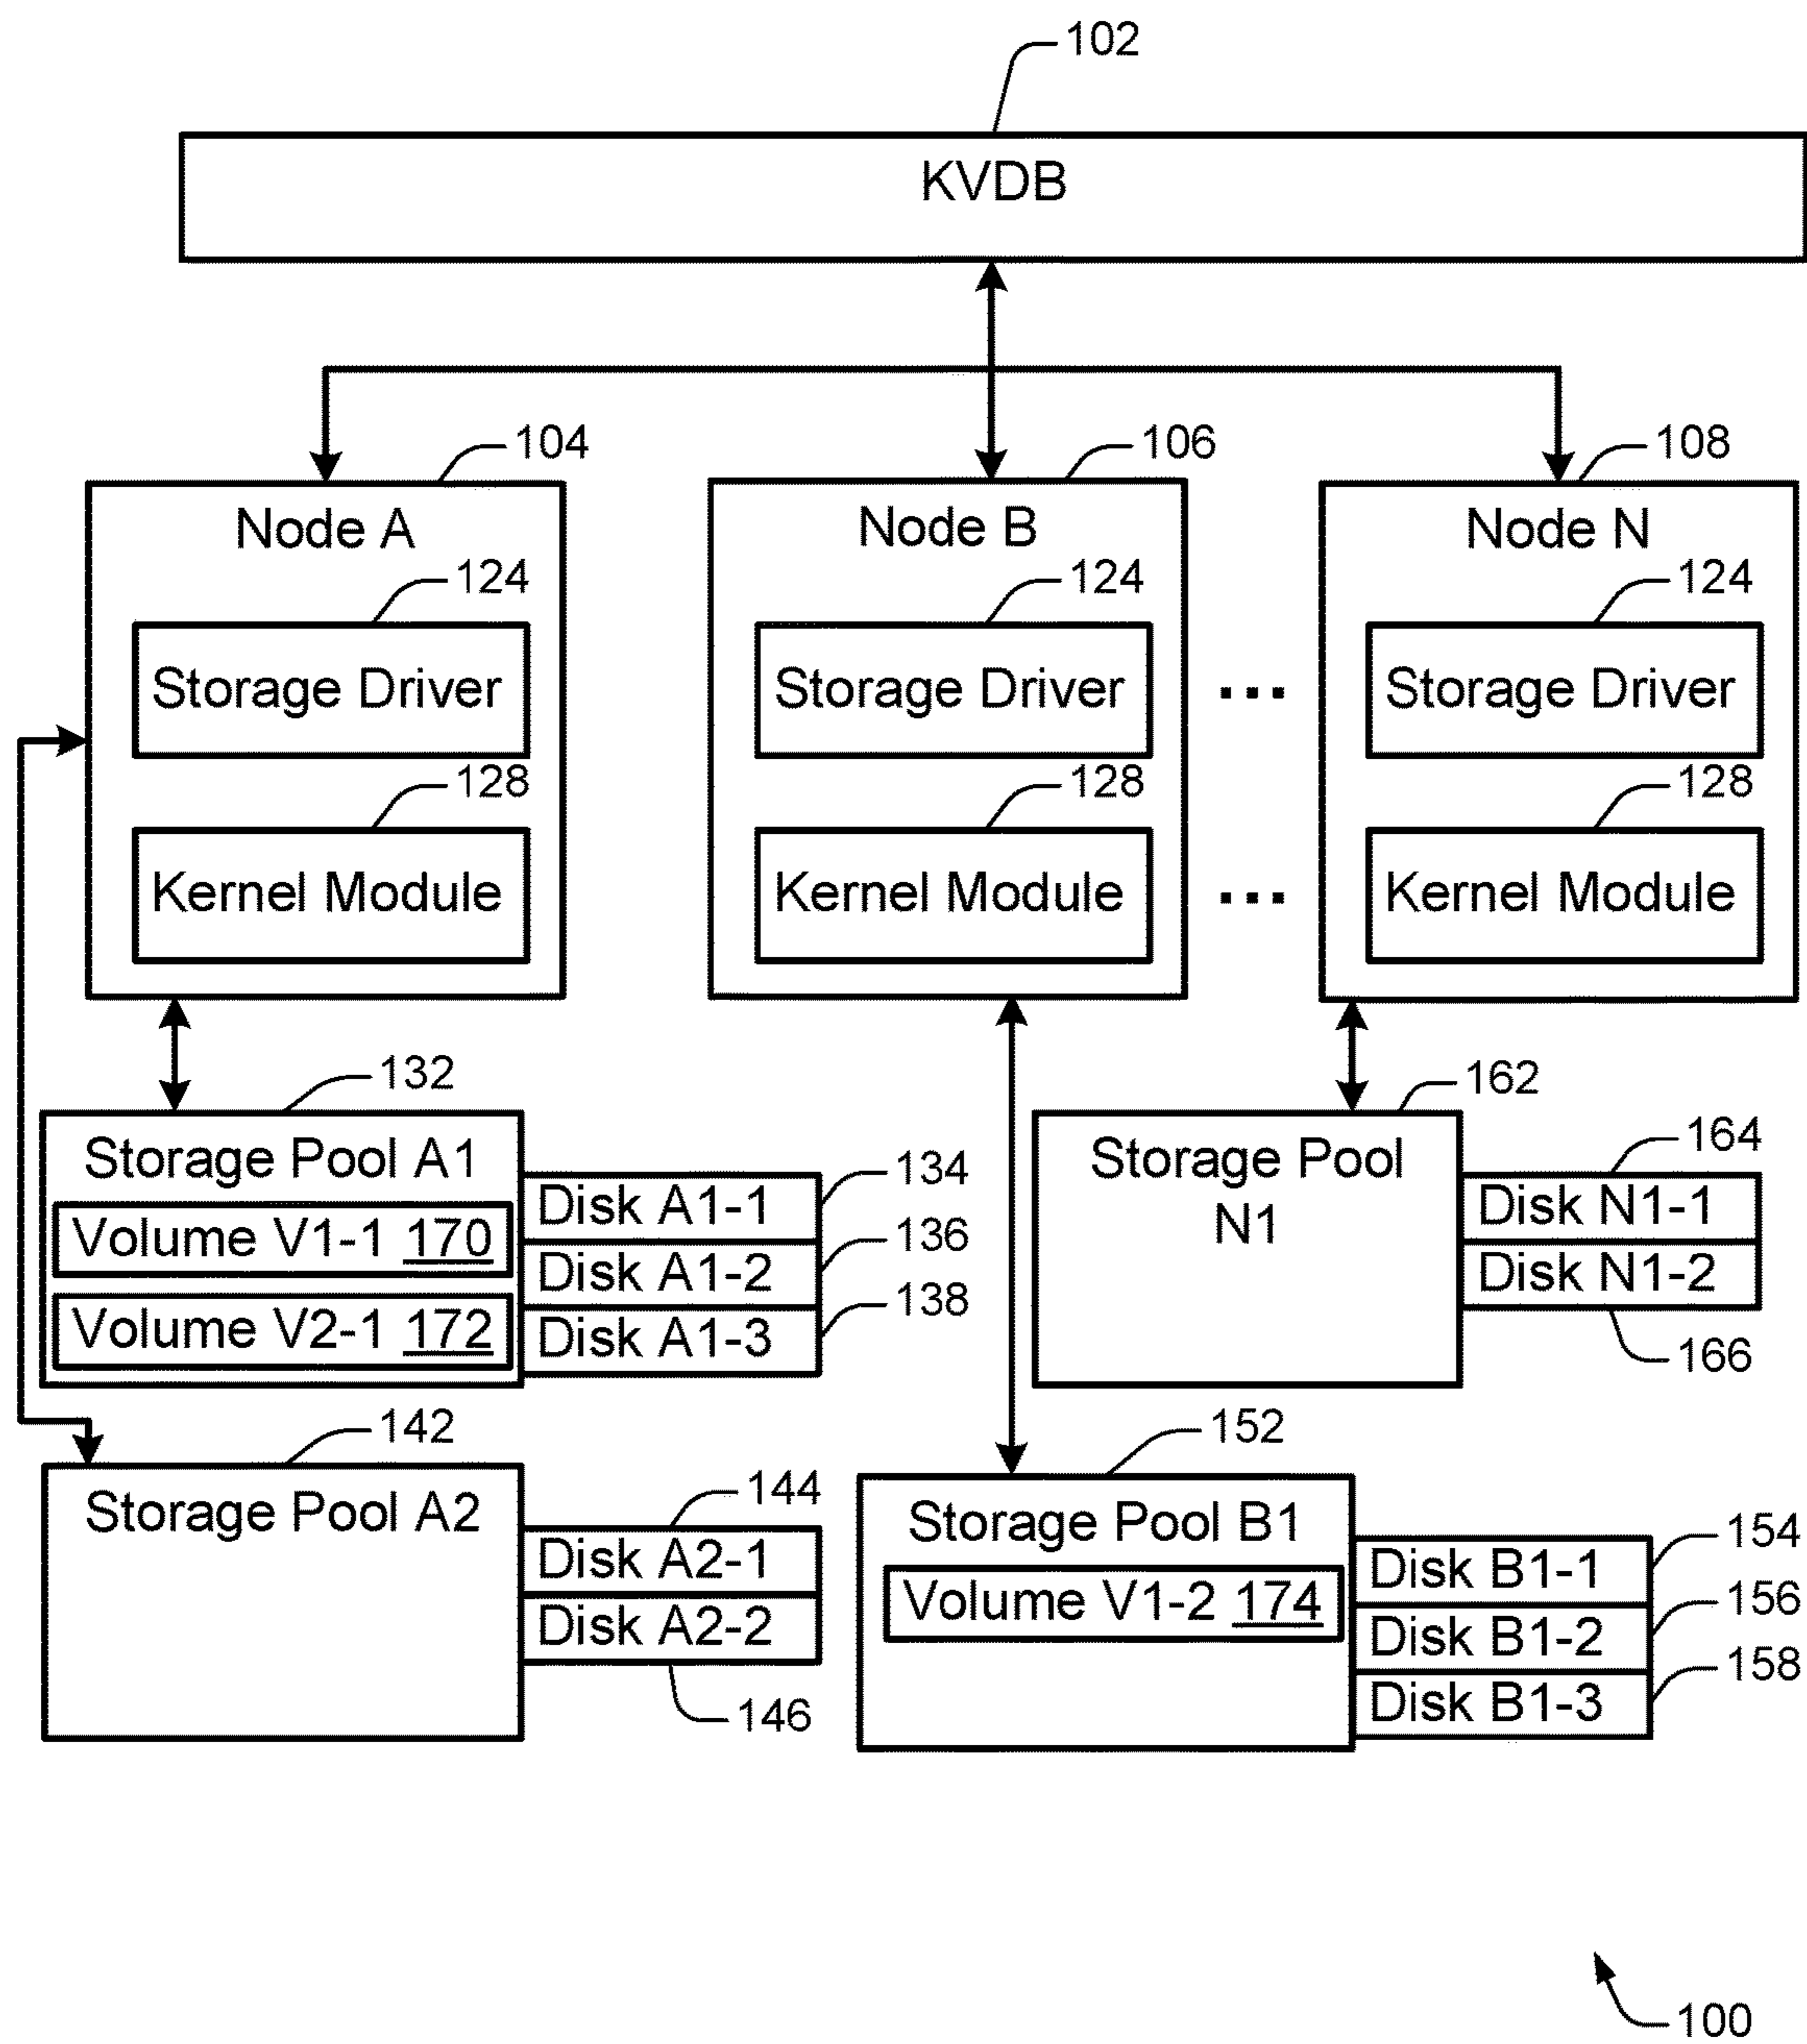 102
KVDB
104
106
108
Node A
Node B
Node N
124
124
124
Storage Driver
Storage Driver
...
Storage Driver
128
128
128
Kernel Module
Kernel Module
...
Kernel Module
132
162
Storage Pool A1
Volume V1-1 170
Volume V2-1 172
134
Disk A1-1
136
Disk A1-2
138
Disk A1-3
Storage Pool
N1
164
Disk N1-1
Disk N1-2
166
142
152
Storage Pool A2
144
Disk A2-1
Disk A2-2
146
Storage Pool B1
Volume V1-2 174
154
Disk B1-1
156
Disk B1-2
158
Disk B1-3
100